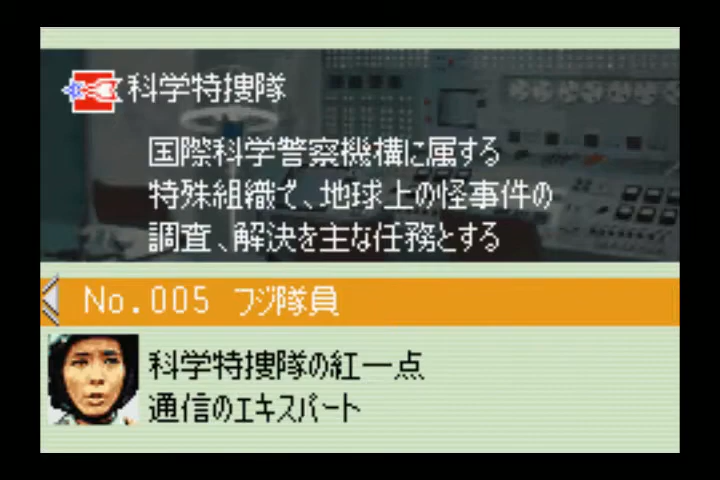 科学特捜隊
国際科学警察機構に属する
特殊組織で、地球上の怪事件の
調査、解決を主な任務とする
No.005 フジ隊員
科学特捜隊の紅一点
通信のエキスパート